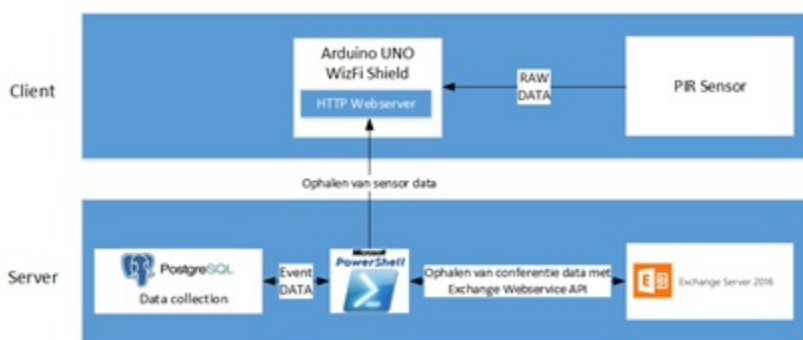 Client
Arduino UNO
WizFi Shield
HTTP Webserver
RAW
DATA
PIR Sensor
Ophalen van sensor data
Server
PostgreSQL
Data collection
Event
DATA
Microsoft
PowerShell
Ophalen van conferentie data met
Exchange Webservice API
E
Exchange Server 2016